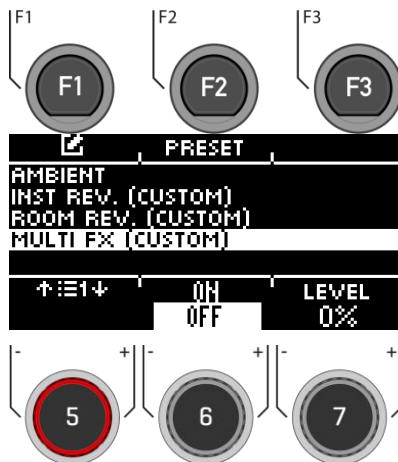 F1 F2 F3
F1 F2 F3
PRESET
AMBIENT
INST REV. (CUSTOM)
ROOM REV. (CUSTOM)
MULTI FX (CUSTOM)
↑≡1↓ ON LEVEL
OFF 0%
- + - + - +
5 6 7